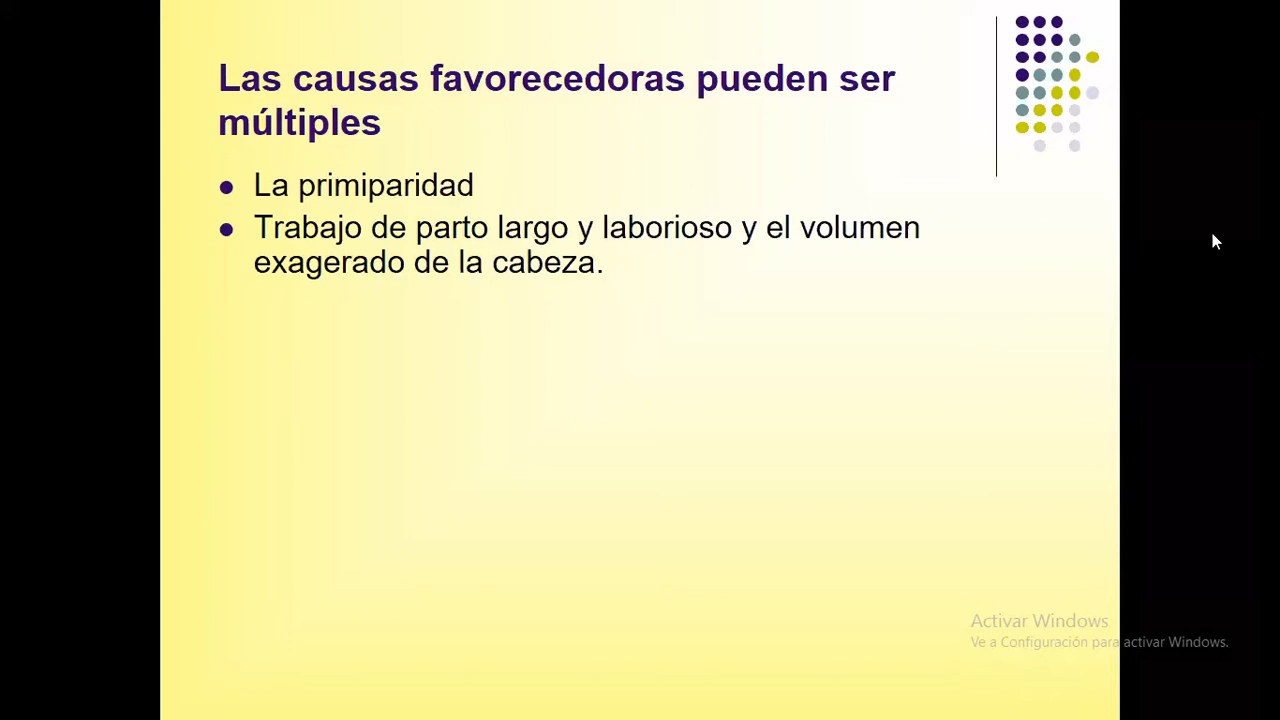 Las causas favorecedoras pueden ser
múltiples
La primiparidad
Trabajo de parto largo y laborioso y el volumen
exagerado de la cabeza.
Activar Windows
Ve a Configuración para activar Windows.